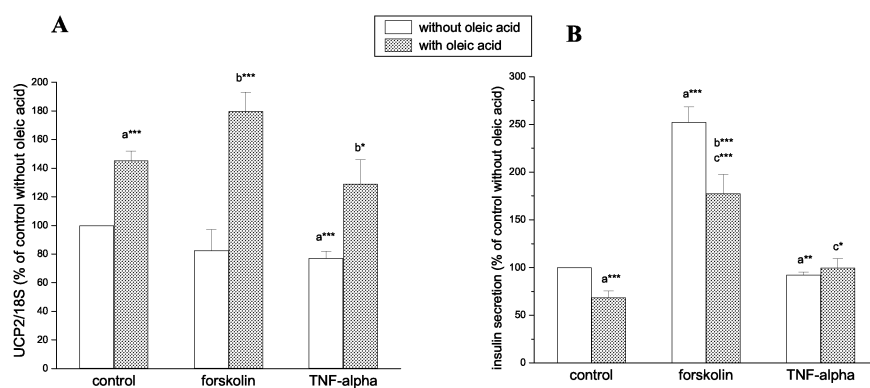 A
without oleic acid
with oleic acid
B
UCP2/18S (% of control without oleic acid)
200
180
160
140
120
100
80
60
40
20
0
a***
b***
a***
b*
control
forskolin
TNF-alpha
insulin secretion (% of control without oleic acid)
300
250
200
150
100
50
0
a***
a***
b***
c***
a**
c*
control
forskolin
TNF-alpha